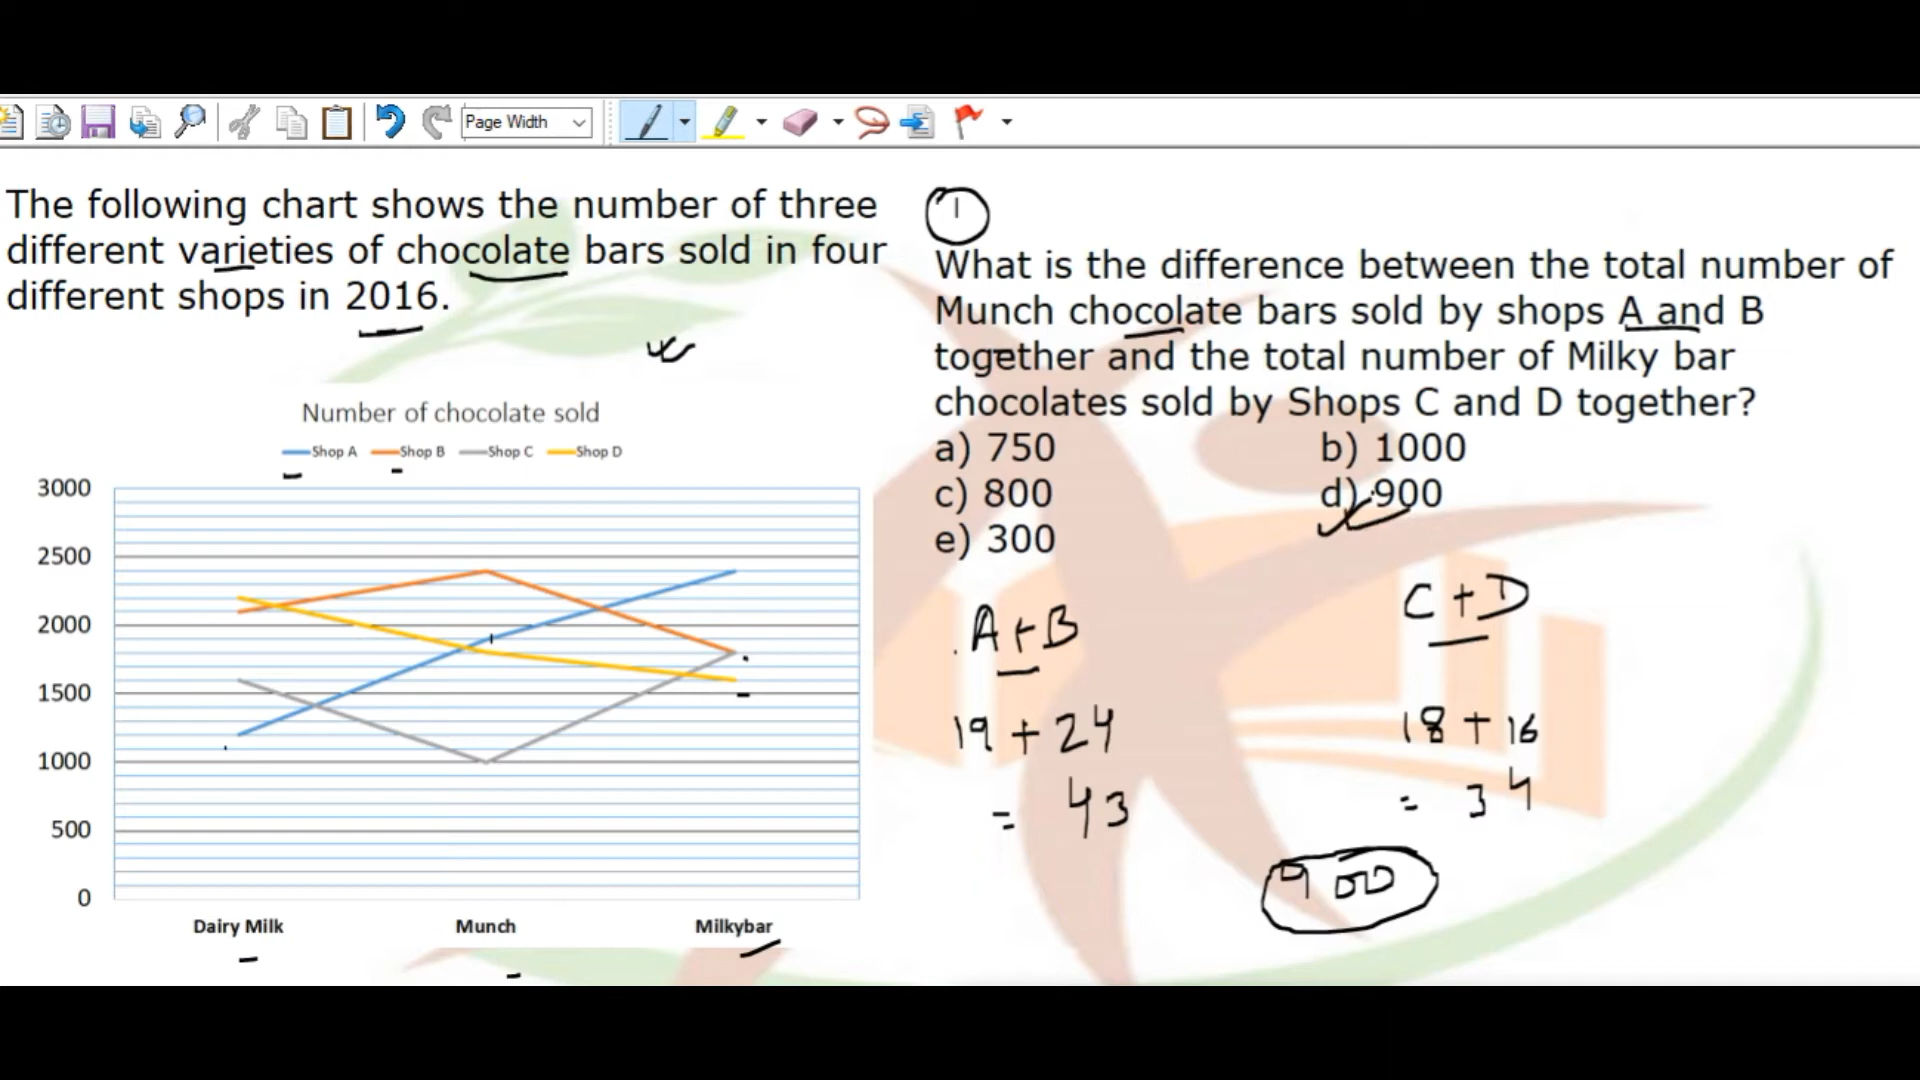 Page Width
The following chart shows the number of three
different varieties of chocolate bars sold in four
different shops in 2016.
Number of chocolate sold
Shop A Shop B Shop C Shop D
3000
2500
2000
1500
1000
500
0
Dairy Milk Munch Milkybar
1
What is the difference between the total number of
Munch chocolate bars sold by shops A and B
together and the total number of Milky bar
chocolates sold by Shops C and D together?
a) 750 b) 1000
c) 800 d) 900
e) 300
A+B
19+24
= 43
C+D
18+16
= 34
900